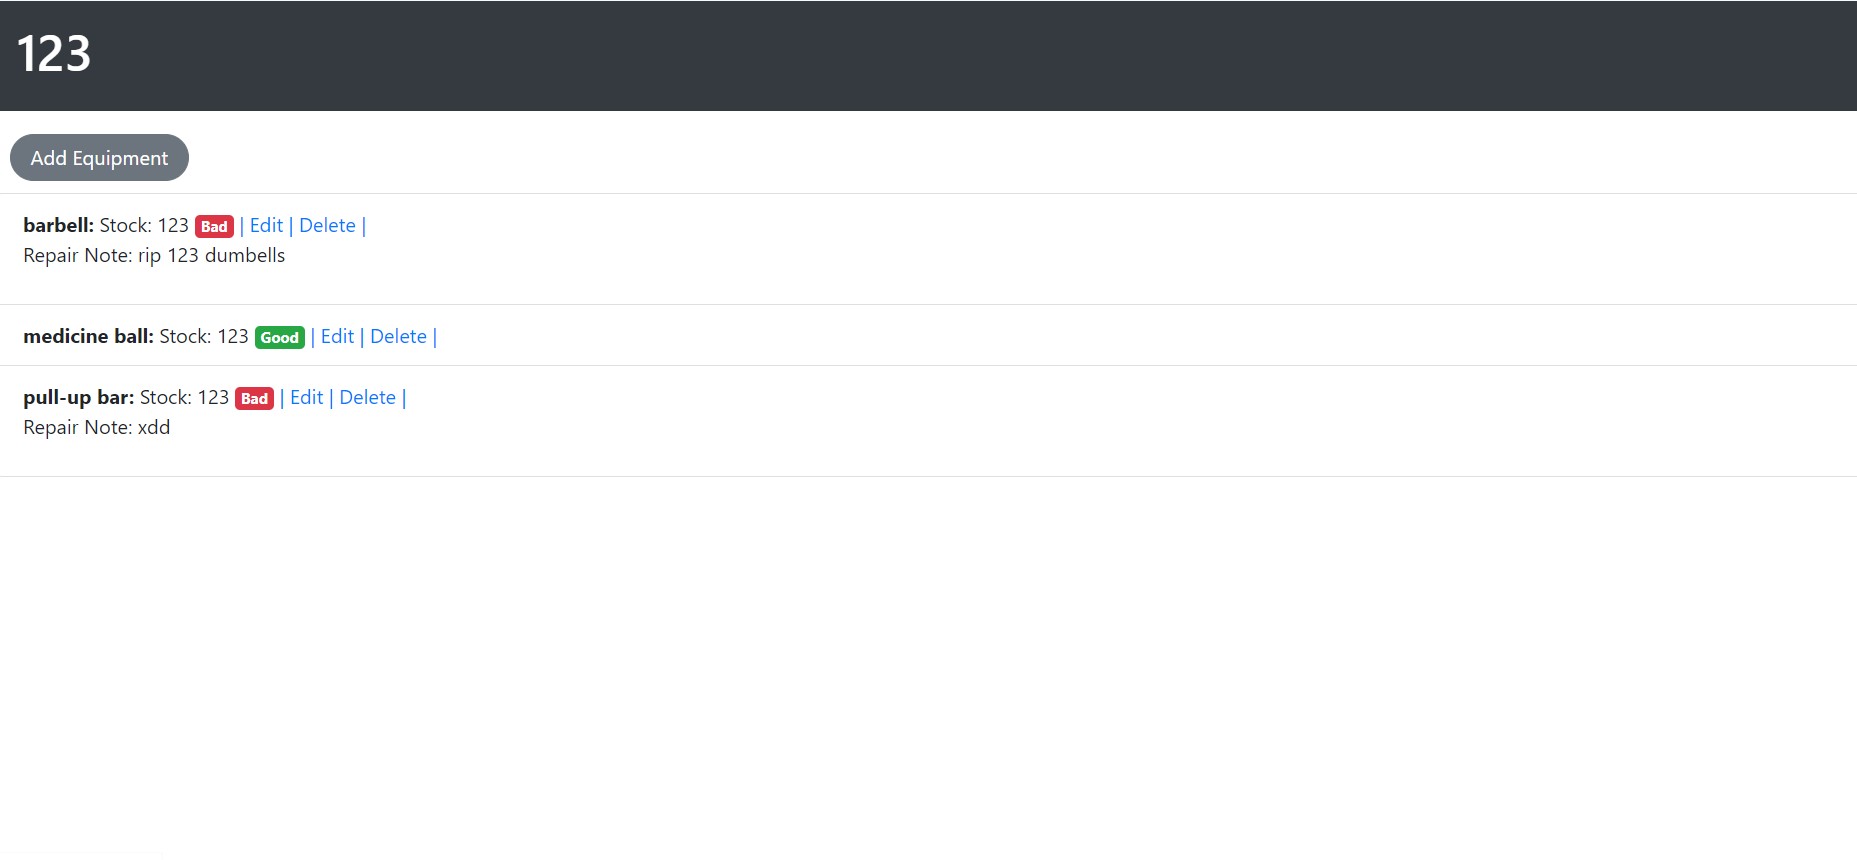 123
Add Equipment
barbell: Stock: 123 Bad | Edit | Delete |
Repair Note: rip 123 dumbells
medicine ball: Stock: 123 Good | Edit | Delete |
pull-up bar: Stock: 123 Bad | Edit | Delete |
Repair Note: xdd